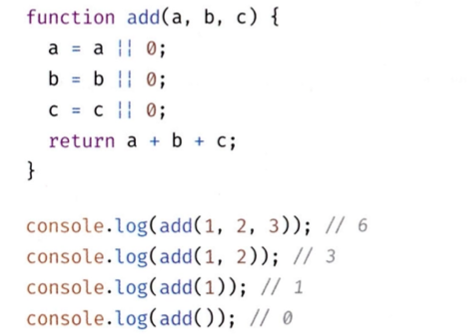 function add(a, b, c) {
  a = a || 0;
  b = b || 0;
  c = c || 0;
  return a + b + c;
}
console.log(add(1, 2, 3)); // 6
console.log(add(1, 2)); // 3
console.log(add(1)); // 1
console.log(add()); // 0